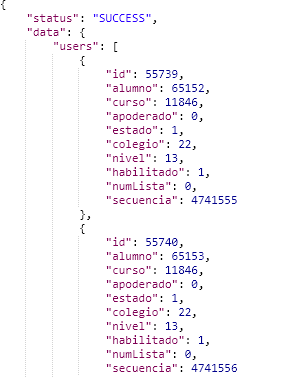 {
    "status": "SUCCESS",
    "data": {
        "users": [
            {
                "id": 55739,
                "alumno": 65152,
                "curso": 11846,
                "apoderado": 0,
                "estado": 1,
                "colegio": 22,
                "nivel": 13,
                "habilitado": 1,
                "numLista": 0,
                "secuencia": 4741555
            },
            {
                "id": 55740,
                "alumno": 65153,
                "curso": 11846,
                "apoderado": 0,
                "estado": 1,
                "colegio": 22,
                "nivel": 13,
                "habilitado": 1,
                "numLista": 0,
                "secuencia": 4741556